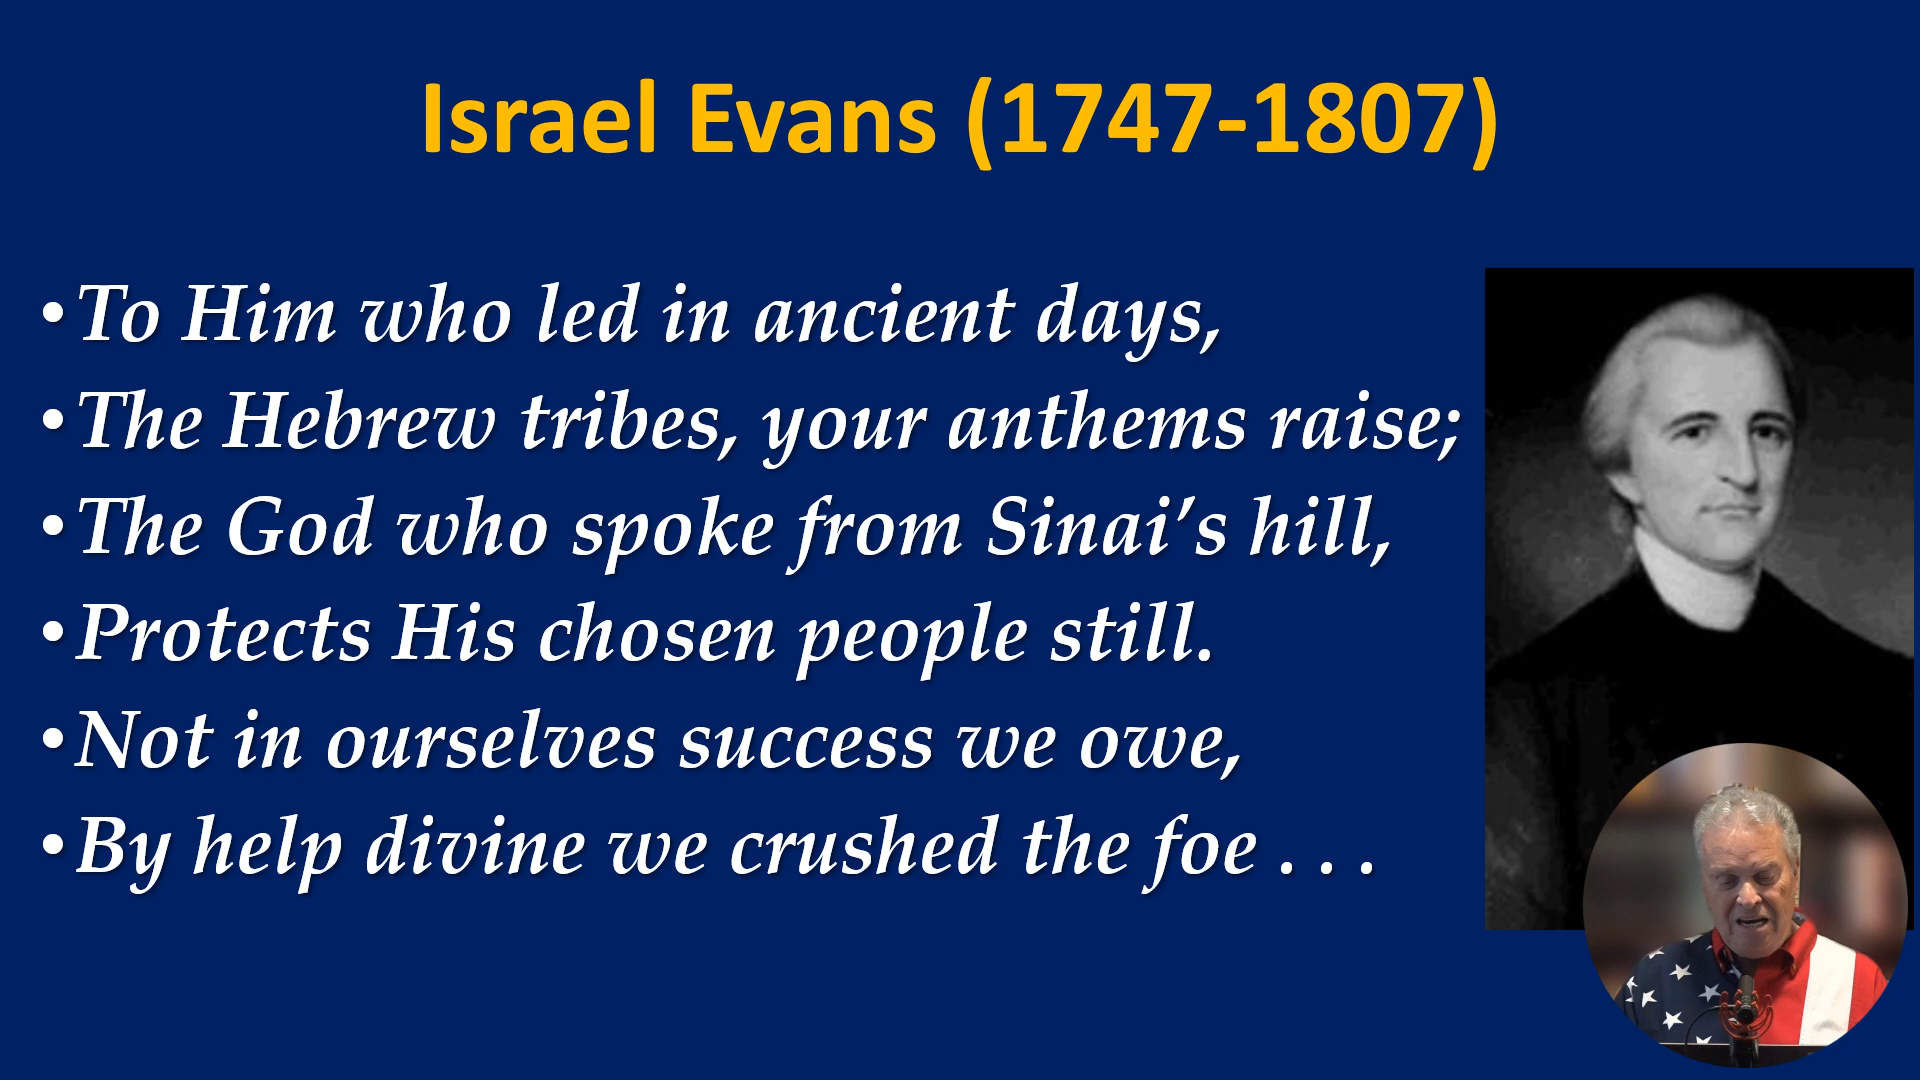 Israel Evans (1747-1807)
•To Him who led in ancient days,
•The Hebrew tribes, your anthems raise;
•The God who spoke from Sinai’s hill,
•Protects His chosen people still.
•Not in ourselves success we owe,
•By help divine we crushed the foe . . .